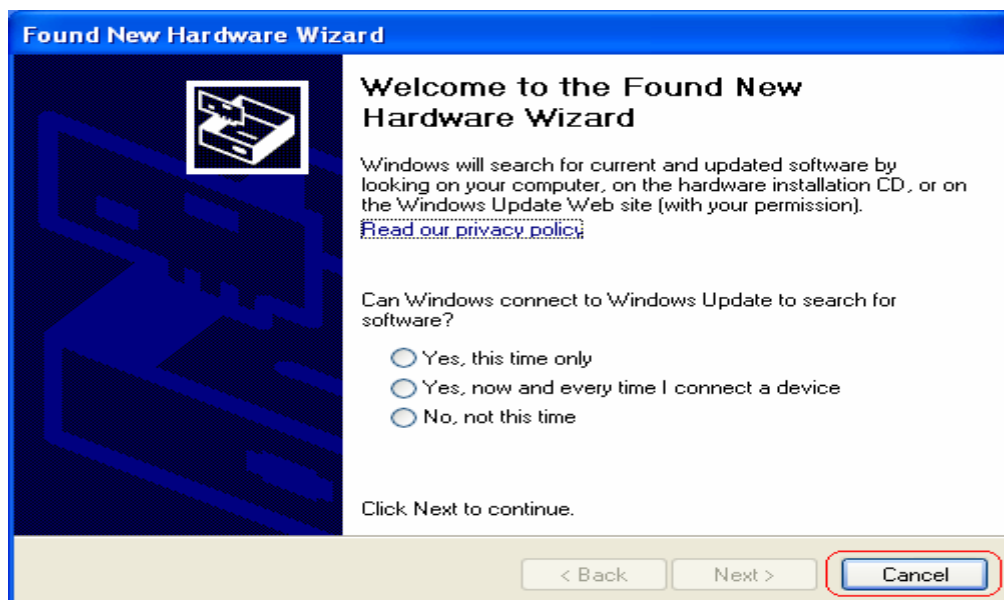 Found New Hardware Wizard
Welcome to the Found New
Hardware Wizard
Windows will search for current and updated software by
looking on your computer, on the hardware installation CD, or on
the Windows Update Web site (with your permission).
Read our privacy policy
Can Windows connect to Windows Update to search for
software?
Yes, this time only
Yes, now and every time I connect a device
No, not this time
Click Next to continue.
< Back Next > Cancel